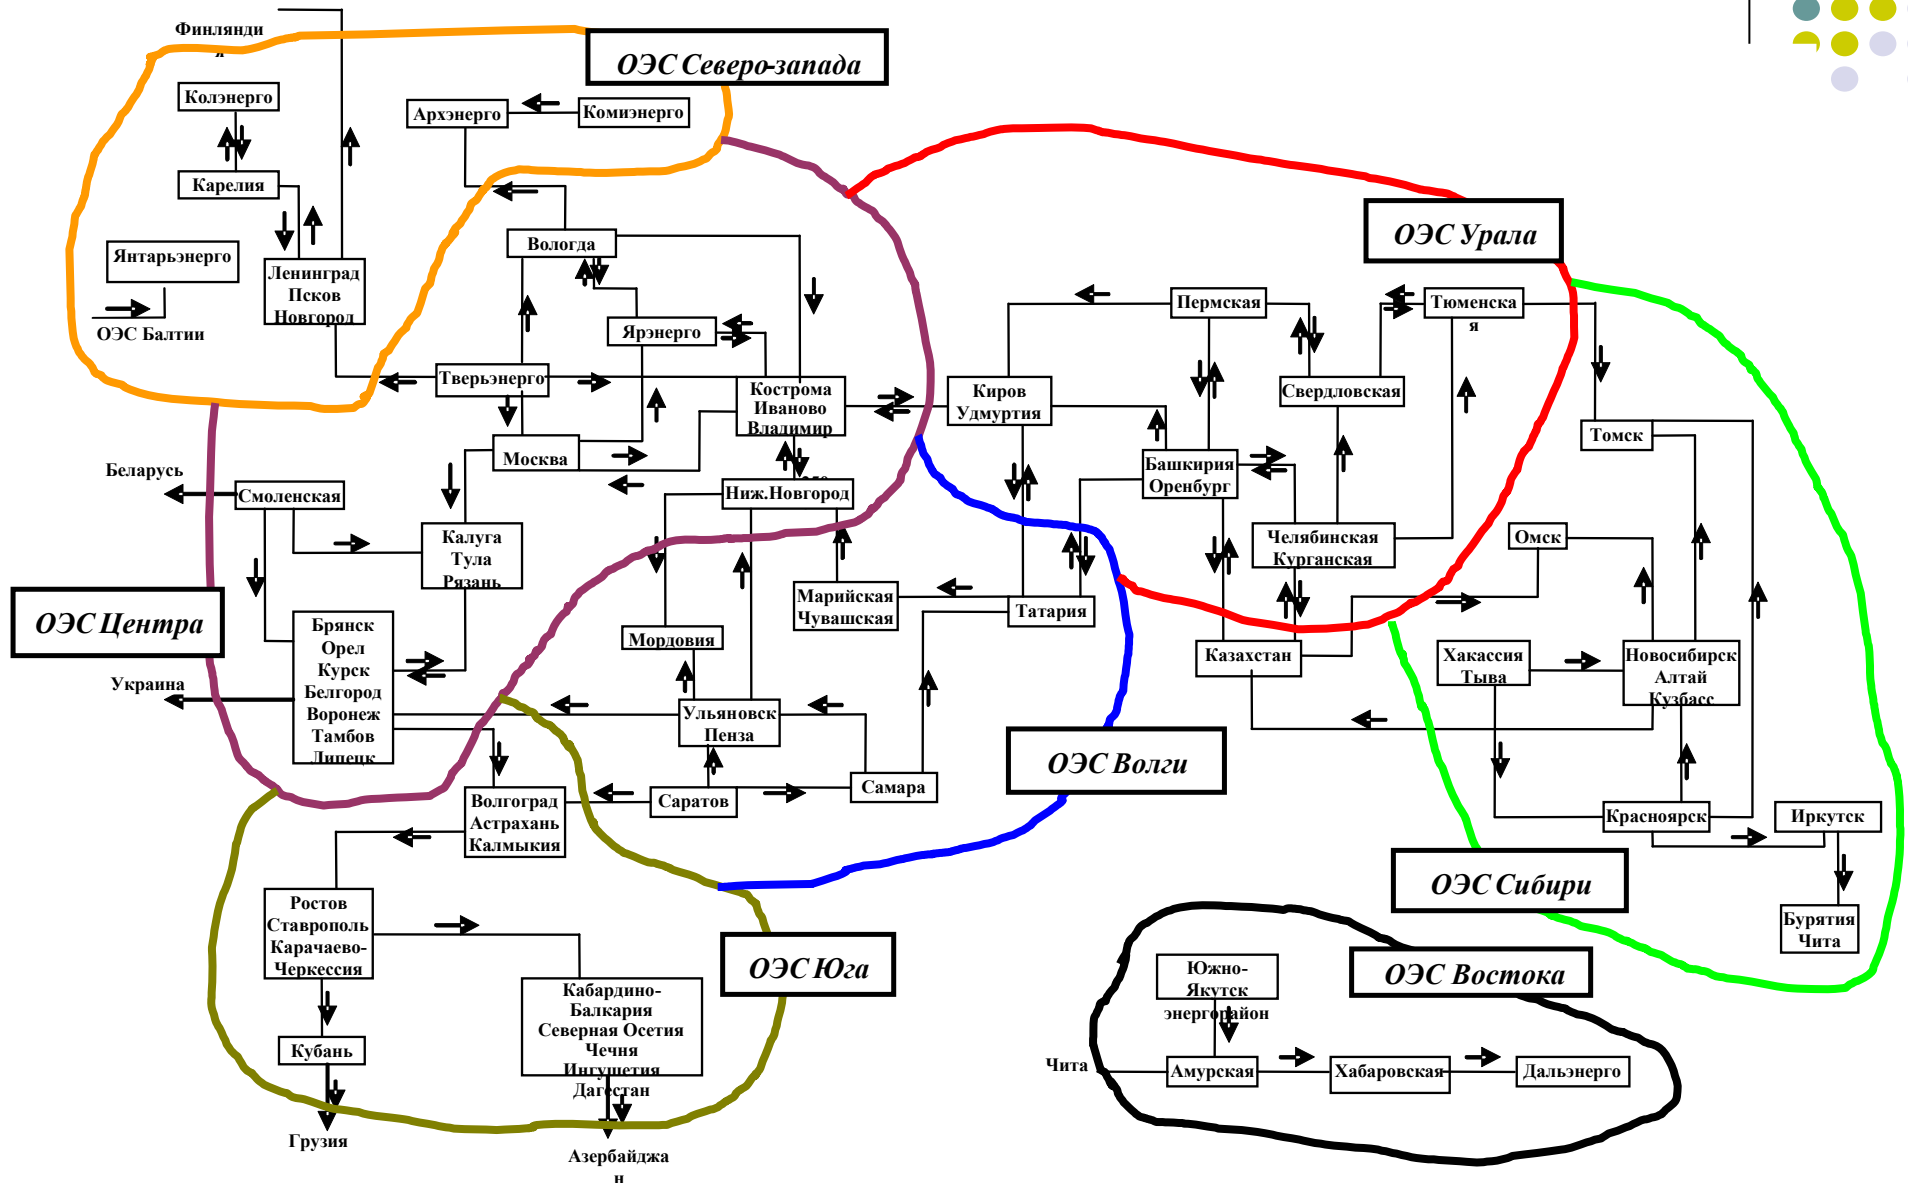 Финлянди
я
ОЭС Северо-запада
Колэнерго
Архэнерго
Комиэнерго
Карелия
Янтарьэнерго
Ленинград
Псков
Новгород
ОЭС Балтии
Вологда
Ярэнерго
Тверьэнерго
Кострома
Иваново
Владимир
Москва
Беларусь
Смоленская
Ниж.Новгород
Калуга
Тула
Рязань
ОЭС Центра
Брянск
Орел
Курск
Белгород
Воронеж
Тамбов
Липецк
Украина
Мордовия
Марийская
Чувашская
Татария
Ульяновск
Пенза
Саратов
Самара
ОЭС Волги
Волгоград
Астрахань
Калмыкия
Ростов
Ставрополь
Карачаево-
Черкессия
ОЭС Юга
Кабардино-
Балкария
Северная Осетия
Чечня
Ингушетия
Дагестан
Кубань
Грузия
Азербайджа
н
ОЭС Урала
Пермская
Тюменска
я
Киров
Удмуртия
Свердловская
Башкирия
Оренбург
Челябинская
Курганская
Казахстан
Томск
Омск
Хакассия
Тыва
Новосибирск
Алтай
Кузбасс
Красноярск
Иркутск
ОЭС Сибири
Бурятия
Чита
ОЭС Востока
Южно-
Якутск
энергорайон
Чита
Амурская
Хабаровская
Дальэнерго